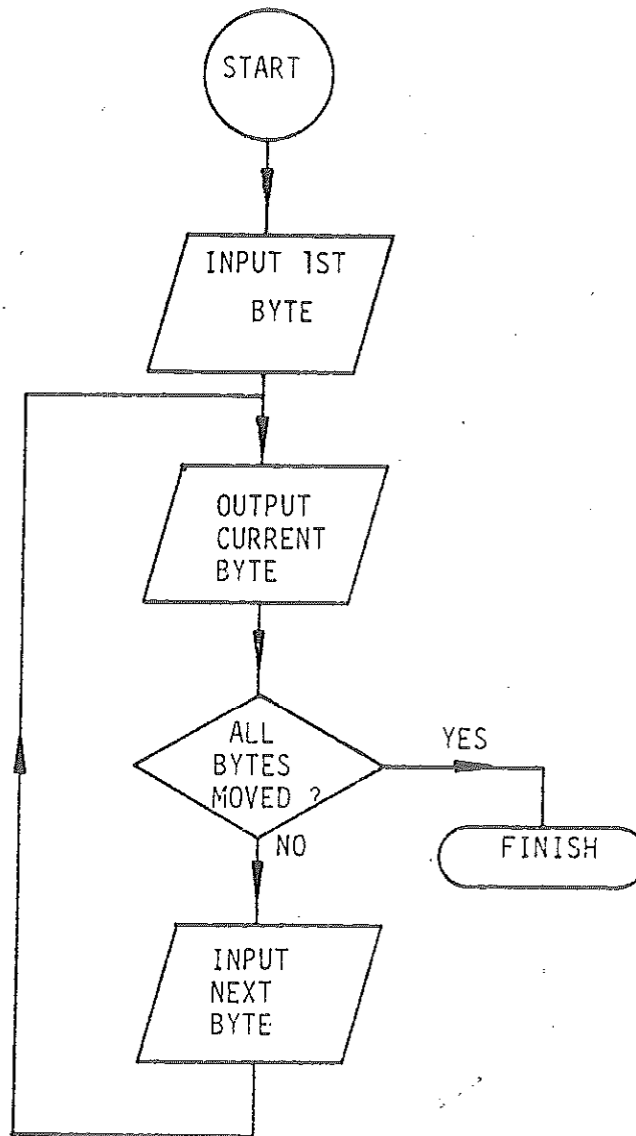 START
INPUT 1ST
BYTE
OUTPUT
CURRENT
BYTE
ALL
BYTES
MOVED ?
YES
NO
FINISH
INPUT
NEXT
BYTE